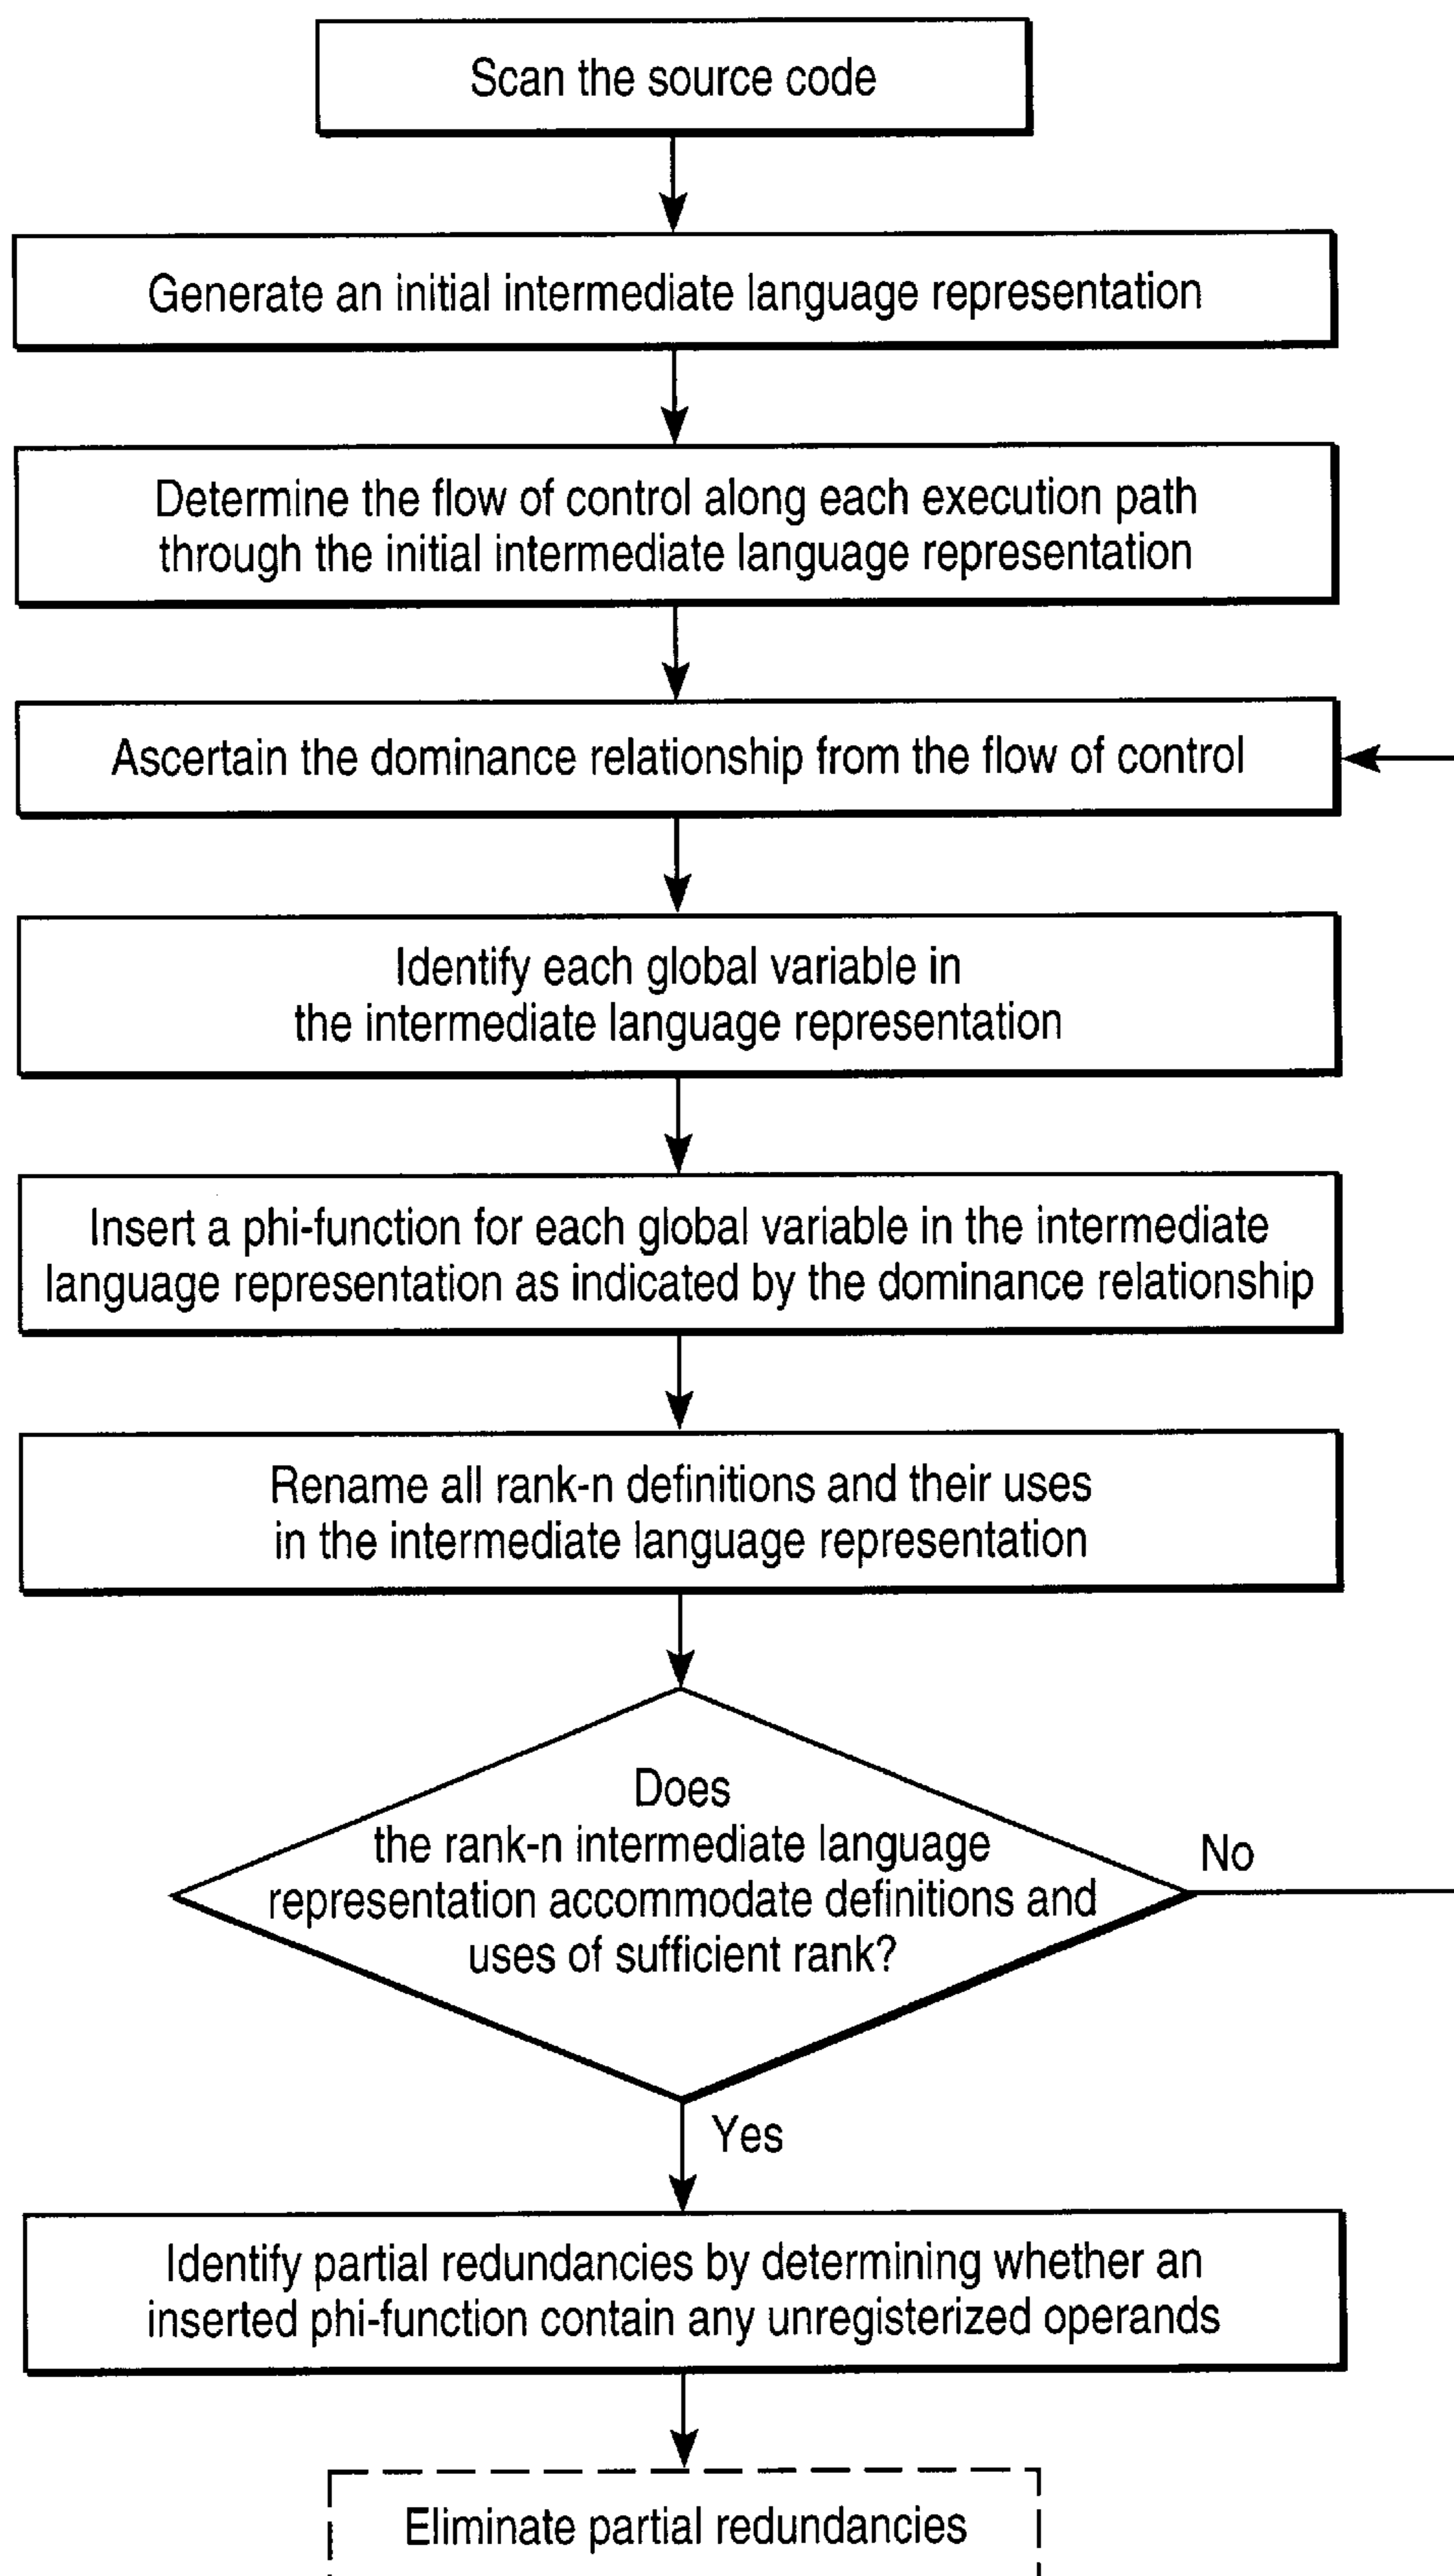 Scan the source code
Generate an initial intermediate language representation
Determine the flow of control along each execution path
through the initial intermediate language representation
Ascertain the dominance relationship from the flow of control
Identify each global variable in
the intermediate language representation
Insert a phi-function for each global variable in the intermediate
language representation as indicated by the dominance relationship
Rename all rank-n definitions and their uses
in the intermediate language representation
Does
the rank-n intermediate language
representation accommodate definitions and
uses of sufficient rank?
No
Yes
Identify partial redundancies by determining whether an
inserted phi-function contain any unregisterized operands
Eliminate partial redundancies